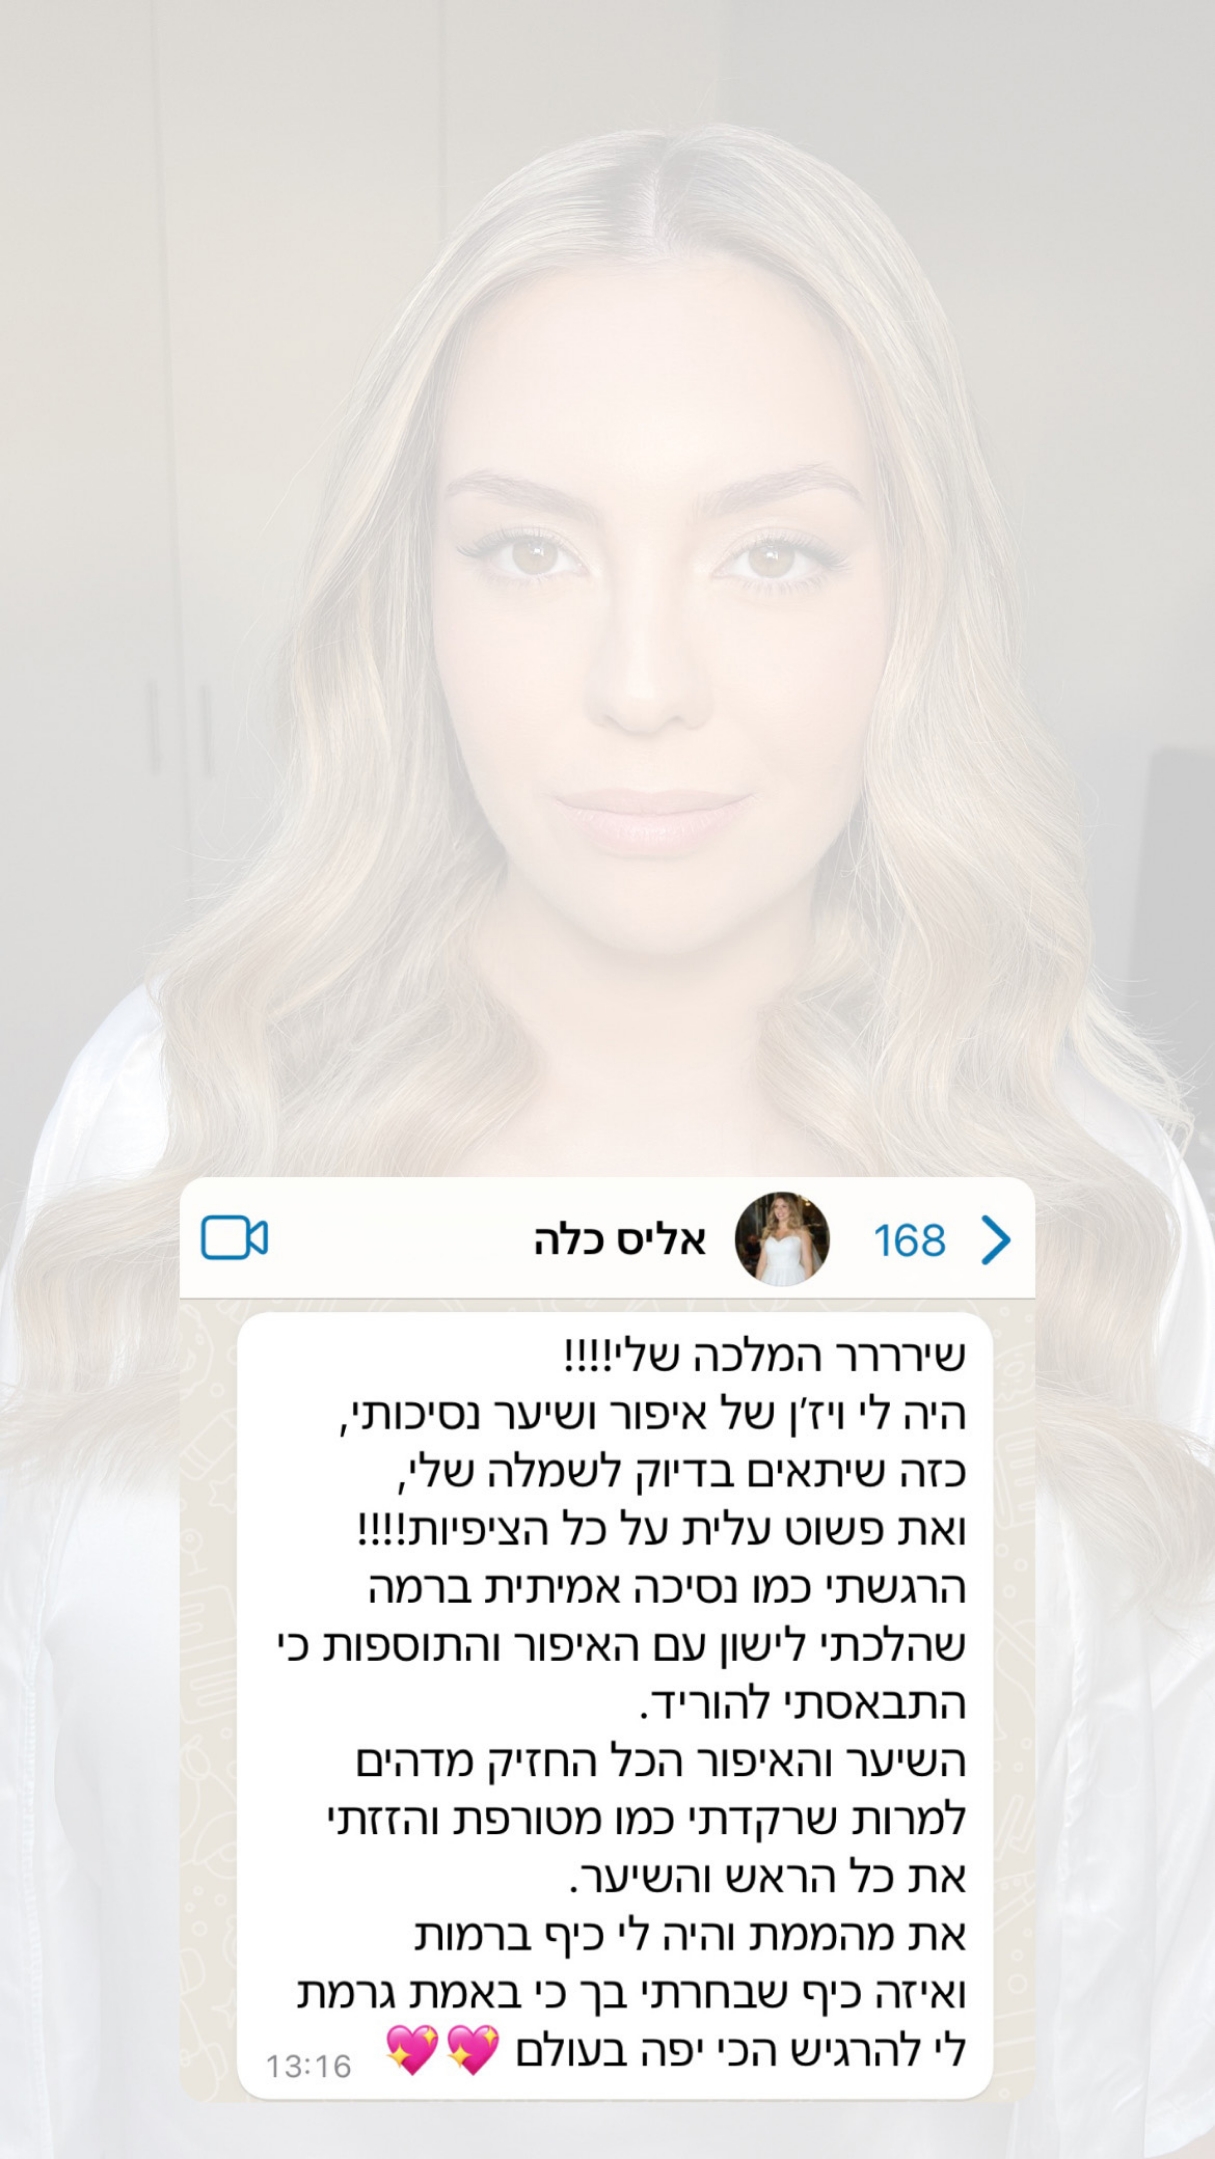 168
אליס כלה
שיררררר המלכה שלי!!!!
היה לי ויז׳ן של איפור ושיער נסיכותי,
כזה שיתאים בדיוק לשמלה שלי,
ואת פשוט עלית על כל הציפיות!!!!
הרגשתי כמו נסיכה אמיתית ברמה
שהלכתי לישון עם האיפור והתוספות כי
התבאסתי להוריד.
השיער והאיפור הכל החזיק מדהים
למרות שרקדתי כמו מטורפת והזזתי
את כל הראש והשיער.
את מהממת והיה לי כיף ברמות
ואיזה כיף שבחרתי בך כי באמת גרמת
לי להרגיש הכי יפה בעולם 💖💖
13:16